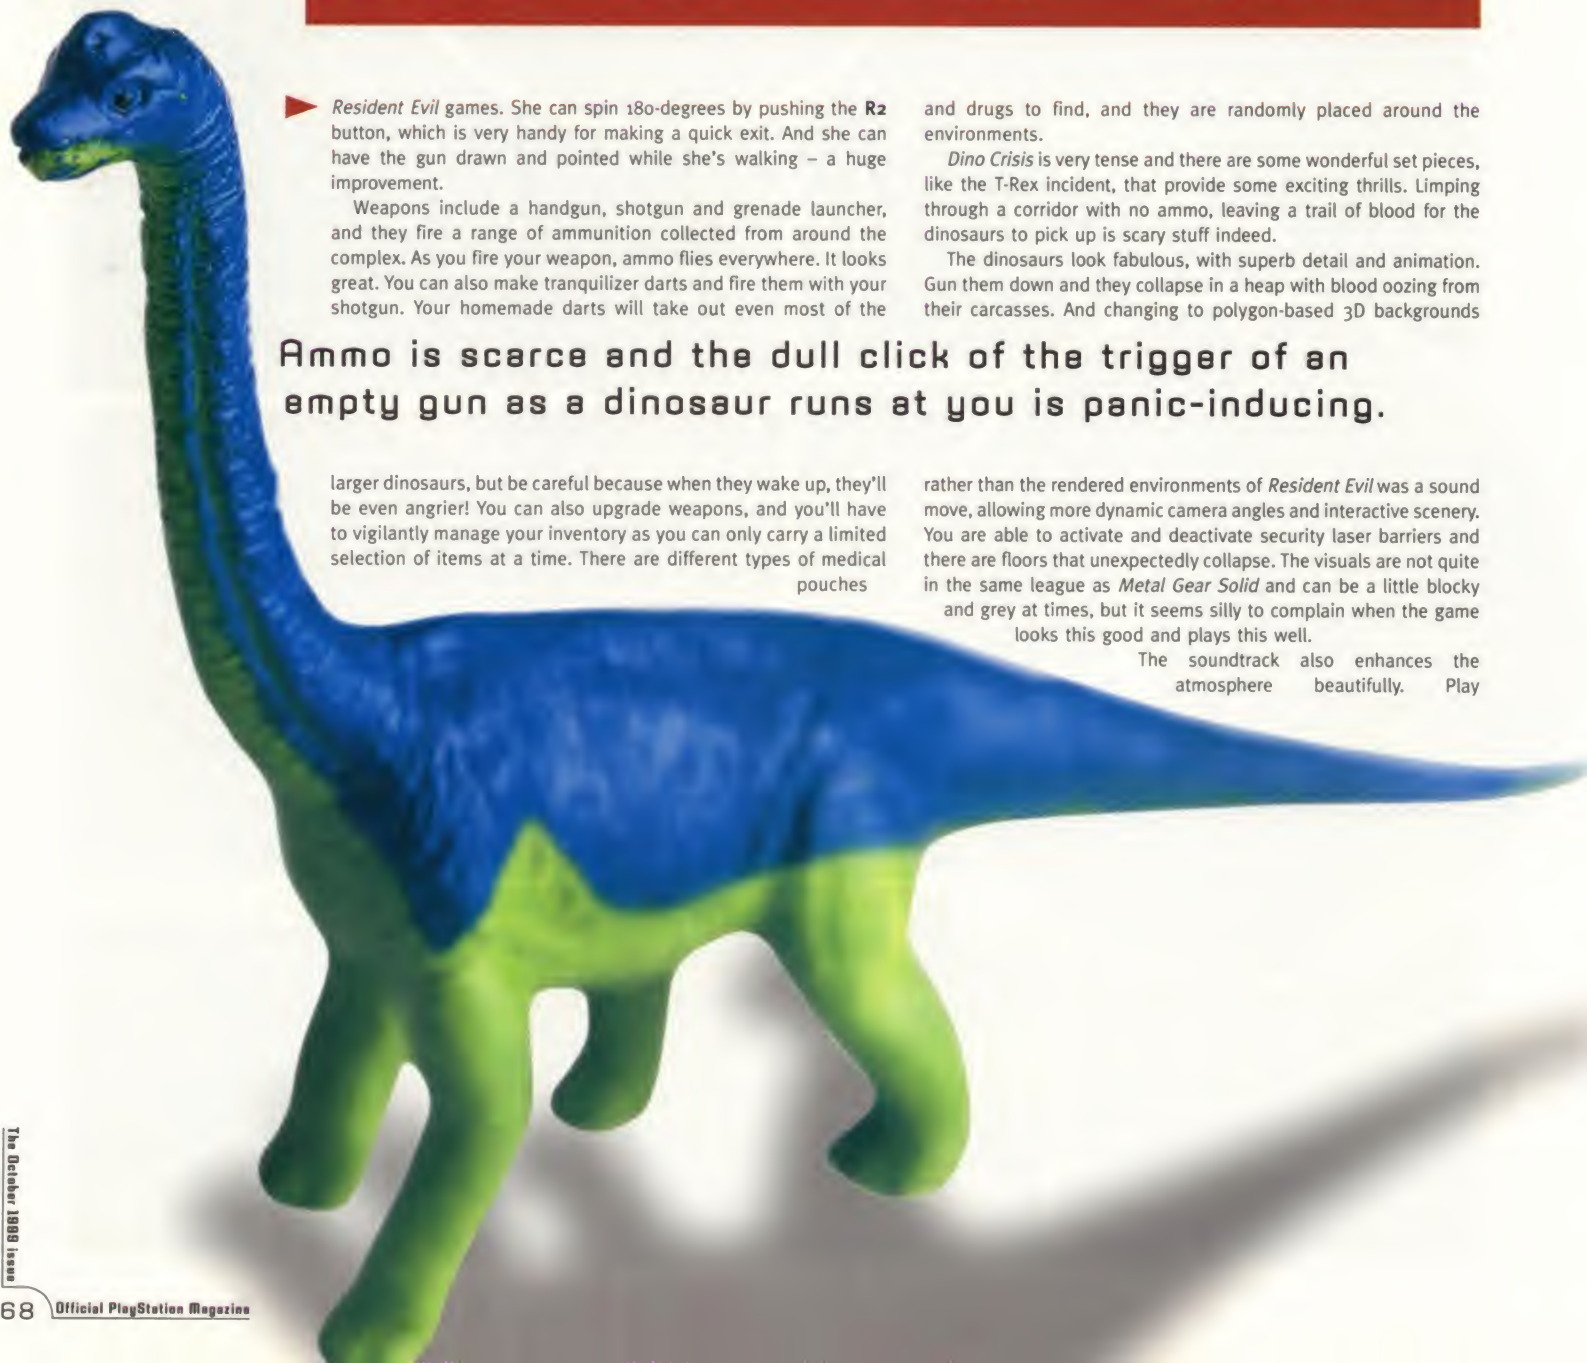 Resident Evil games. She can spin 180-degrees by pushing the R2
button, which is very handy for making a quick exit. And she can
have the gun drawn and pointed while she's walking – a huge
improvement.
Weapons include a handgun, shotgun and grenade launcher,
and they fire a range of ammunition collected from around the
complex. As you fire your weapon, ammo flies everywhere. It looks
great. You can also make tranquilizer darts and fire them with your
shotgun. Your homemade darts will take out even most of the
larger dinosaurs, but be careful because when they wake up, they'll
be even angrier! You can also upgrade weapons, and you'll have
to vigilantly manage your inventory as you can only carry a limited
selection of items at a time. There are different types of medical
pouches
and drugs to find, and they are randomly placed around the
environments.
Dino Crisis is very tense and there are some wonderful set pieces,
like the T-Rex incident, that provide some exciting thrills. Limping
through a corridor with no ammo, leaving a trail of blood for the
dinosaurs to pick up is scary stuff indeed.
The dinosaurs look fabulous, with superb detail and animation.
Gun them down and they collapse in a heap with blood oozing from
their carcasses. And changing to polygon-based 3D backgrounds
rather than the rendered environments of Resident Evil was a sound
move, allowing more dynamic camera angles and interactive scenery.
You are able to activate and deactivate security laser barriers and
there are floors that unexpectedly collapse. The visuals are not quite
in the same league as Metal Gear Solid and can be a little blocky
and grey at times, but it seems silly to complain when the game
looks this good and plays this well.
The soundtrack also enhances the
atmosphere beautifully. Play
Ammo is scarce and the dull click of the trigger of an
empty gun as a dinosaur runs at you is panic-inducing.
The October 1999 issue
68 Official PlayStation Magazine